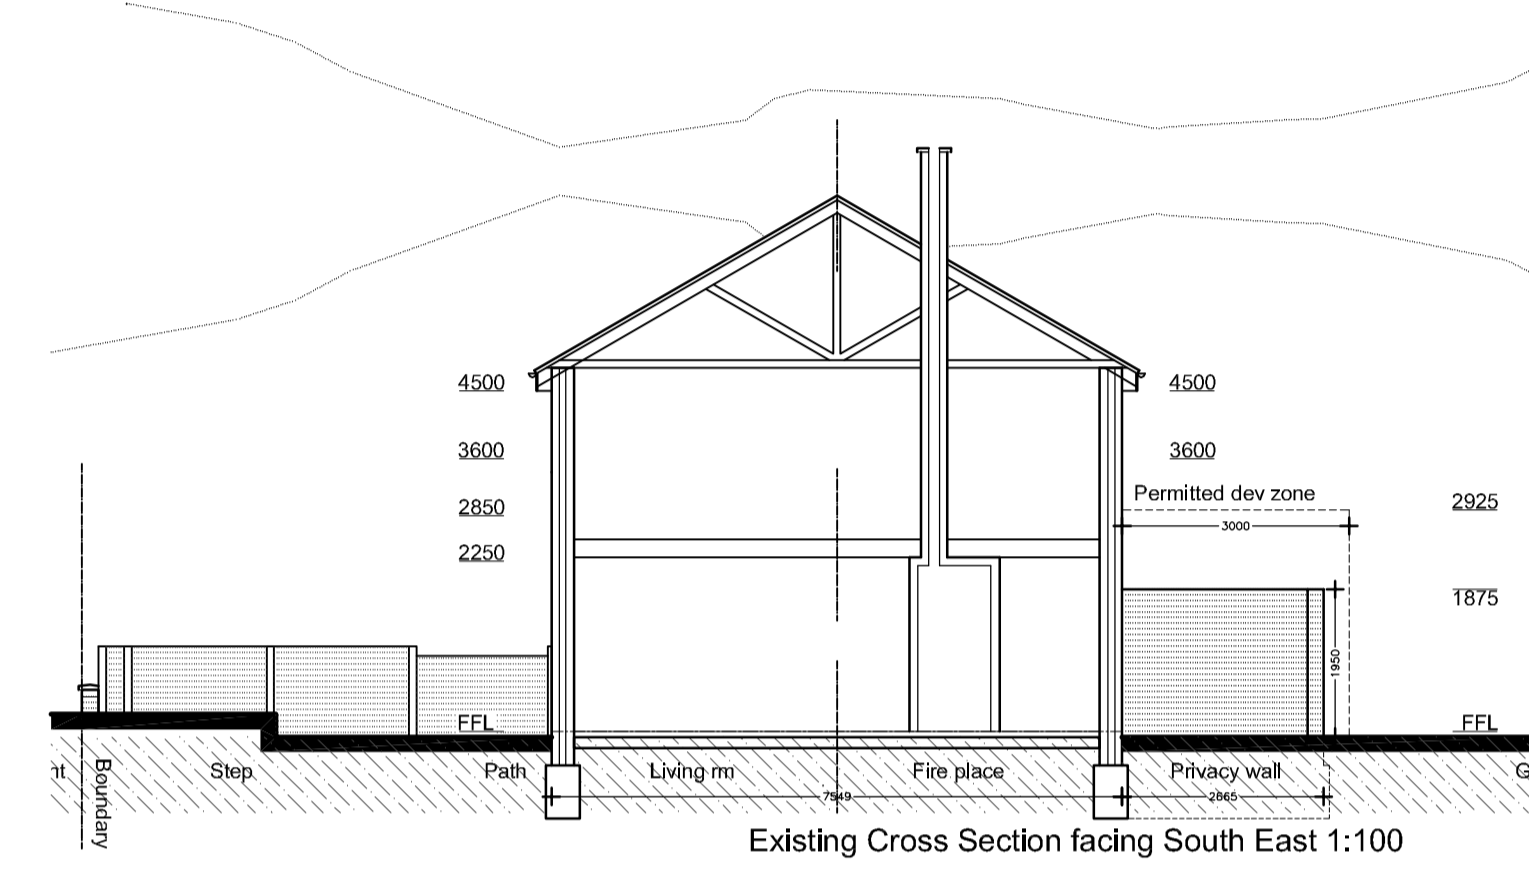 4500
4500
3600
3600
Permitted dev zone
2850
2925
3000
2250
1875
1950
FFL
FFL
nt
Boundary
Step
Path
Living rm
Fire place
Privacy wall
G
7549
2665
Existing Cross Section facing South East 1:100